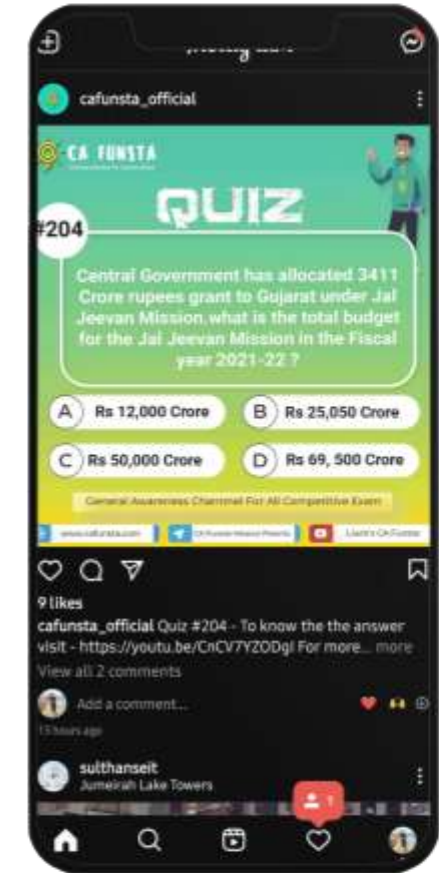 cafunsta_official
CA FUNSTA
QUIZ
#204
Central Government has allocated 3411
Crore rupees grant to Gujarat under Jal
Jeevan Mission,what is the total budget
for the Jal Jeevan Mission in the Fiscal
year 2021-22 ?
A Rs 12,000 Crore
B Rs 25,050 Crore
C Rs 50,000 Crore
D Rs 69, 500 Crore
General Awareness Channel For All Competitive Exam
www.cafunsta.com
9 likes
cafunsta_official Quiz #204 - To know the the answer
visit - https://youtu.be/CnCV7YZODgI For more... more
View all 2 comments
Add a comment...
13 hours ago
sulthanseit
Jumeirah Lake Towers
1